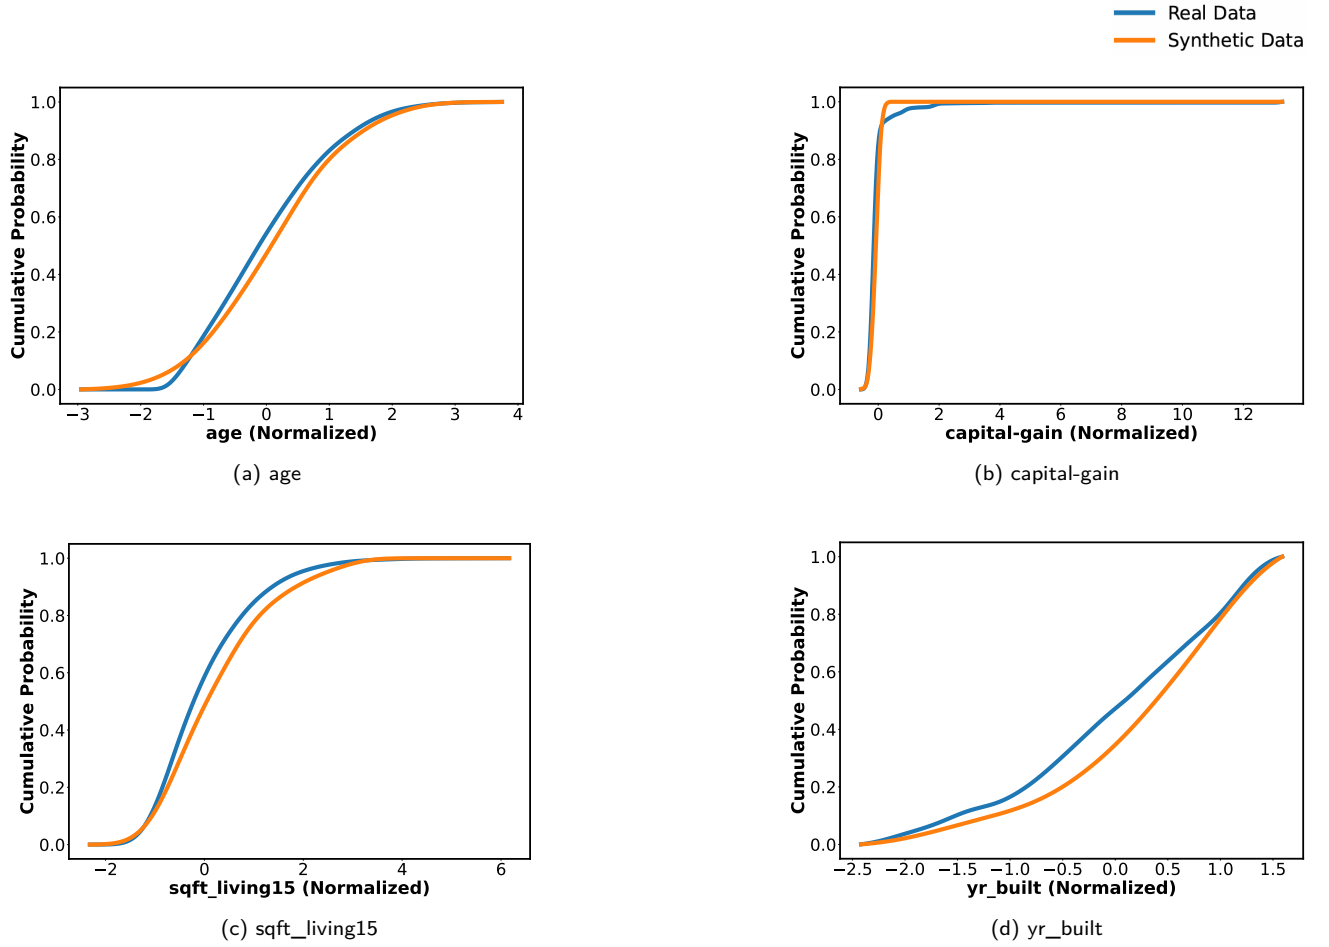 Real Data
Synthetic Data
1.0
0.8
0.6
0.4
0.2
0.0
Cumulative Probability
−3 −2 −1 0 1 2 3 4
age (Normalized)
(a) age
1.0
0.8
0.6
0.4
0.2
0.0
Cumulative Probability
0 2 4 6 8 10 12
capital-gain (Normalized)
(b) capital-gain
1.0
0.8
0.6
0.4
0.2
0.0
Cumulative Probability
−2 0 2 4 6
sqft_living15 (Normalized)
(c) sqft_living15
1.0
0.8
0.6
0.4
0.2
0.0
Cumulative Probability
−2.5 −2.0 −1.5 −1.0 −0.5 0.0 0.5 1.0 1.5
yr_built (Normalized)
(d) yr_built